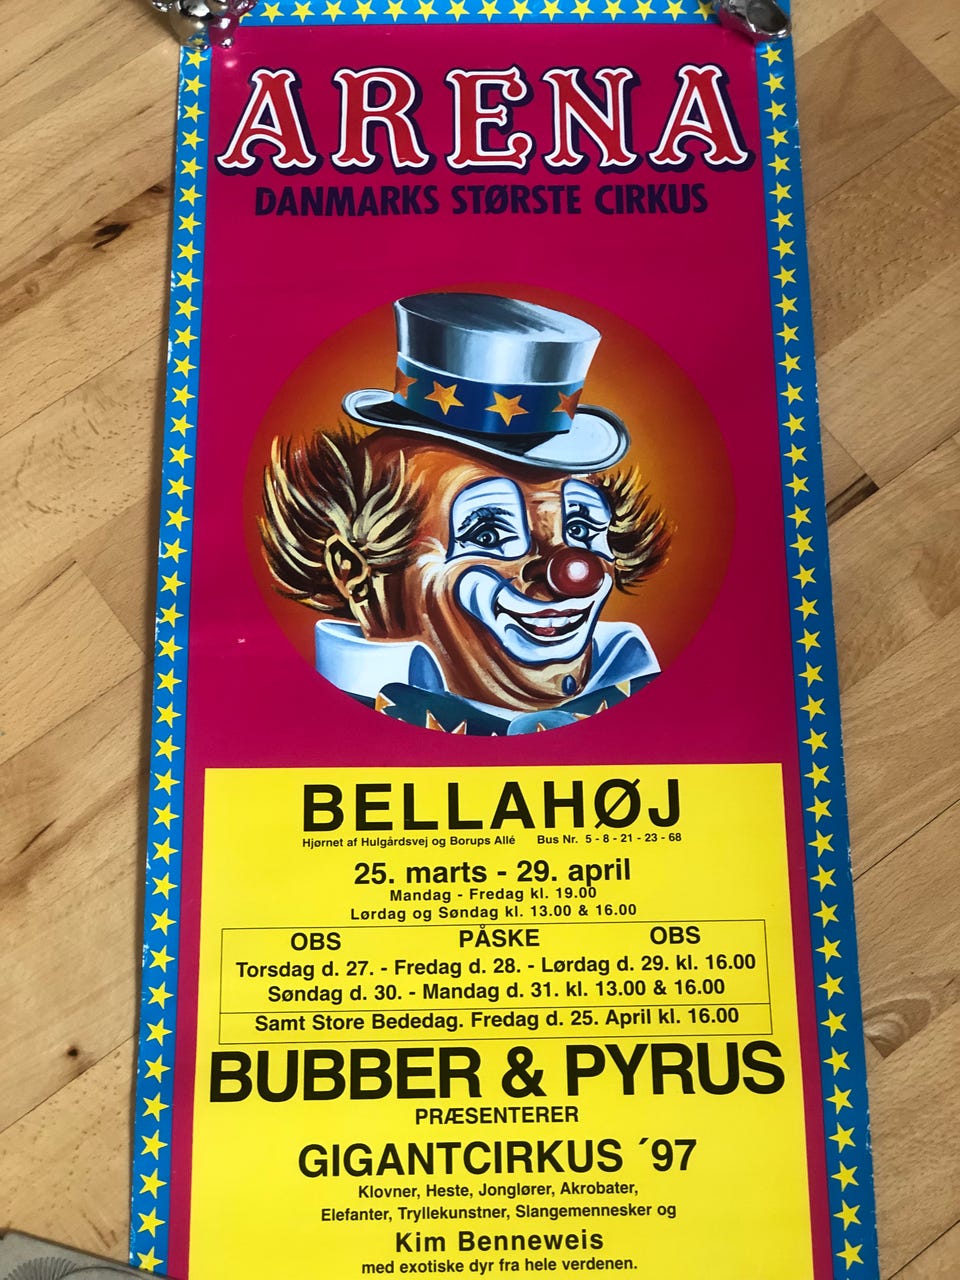 ARENA
DANMARKS STØRSTE CIRKUS
BELLAHØJ
Hjørnet af Hulgårdsvej og Borups Allé Bus Nr. 5 - 8 - 21 - 23 - 68
25. marts - 29. april
Mandag - Fredag kl. 19.00
Lørdag og Søndag kl. 13.00 & 16.00
OBS PÅSKE OBS
Torsdag d. 27. - Fredag d. 28. - Lørdag d. 29. kl. 16.00
Søndag d. 30. - Mandag d. 31. kl. 13.00 & 16.00
Samt Store Bededag. Fredag d. 25. April kl. 16.00
BUBBER & PYRUS
PRÆSENTERER
GIGANTCIRKUS ´97
Klovner, Heste, Jonglører, Akrobater,
Elefanter, Tryllekunstner, Slangemennesker og
Kim Benneweis
med exotiske dyr fra hele verdenen.